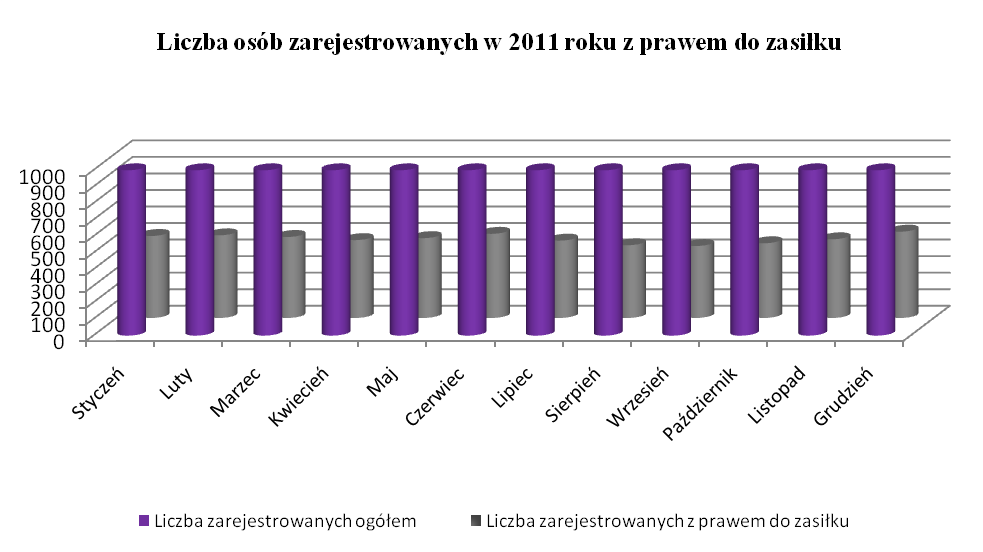 Liczba osób zarejestrowanych w 2011 roku z prawem do zasiłku
1000
900
800
700
600
500
400
300
200
100
0
Styczeń
Luty
Marzec
Kwiecień
Maj
Czerwiec
Lipiec
Sierpień
Wrzesień
Październik
Listopad
Grudzień
Liczba zarejestrowanych ogółem
Liczba zarejestrowanych z prawem do zasiłku